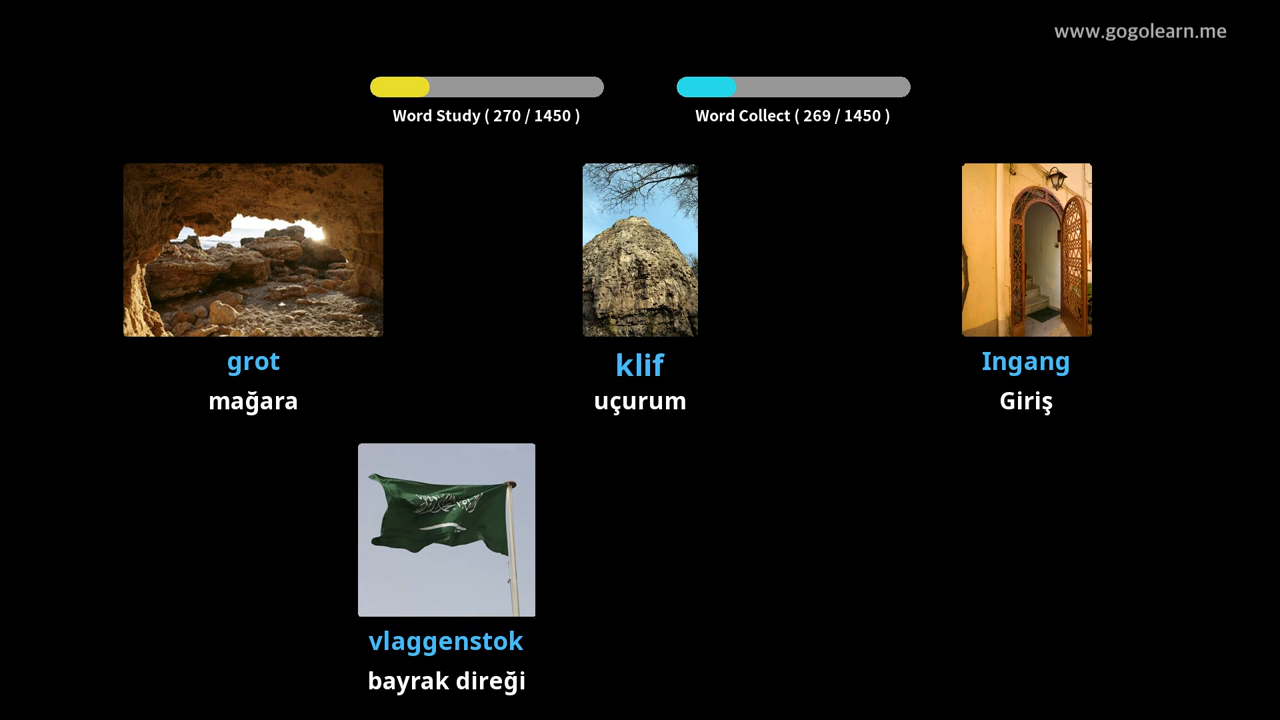 www.gogolearn.me
Word Study ( 270 / 1450 )
Word Collect ( 269 / 1450 )
grot
mağara
klif
uçurum
Ingang
Giriş
vlaggenstok
bayrak direği